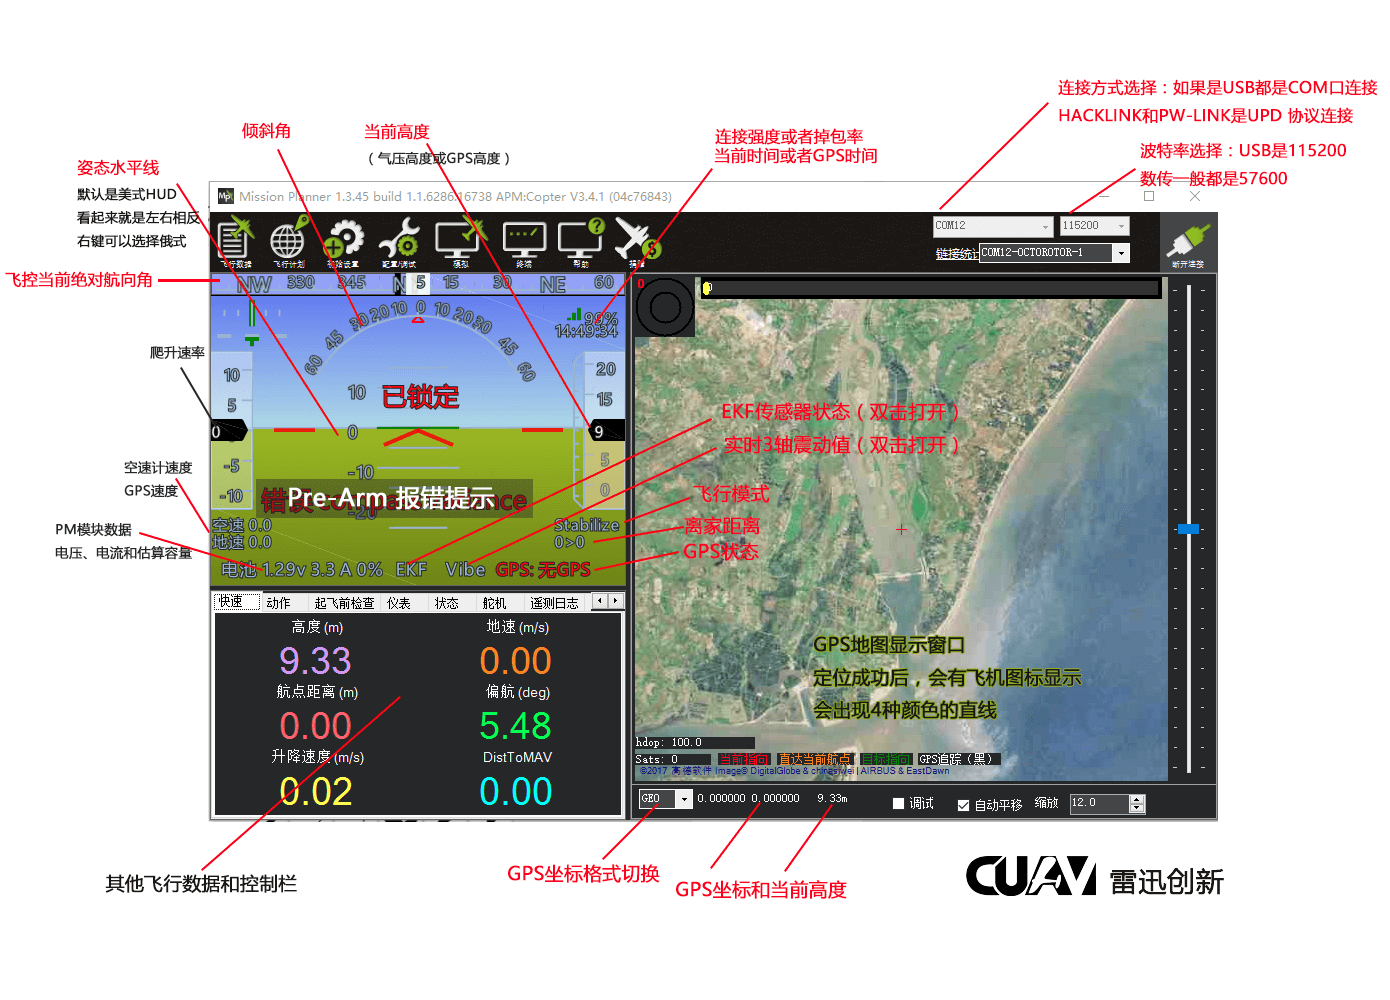 连接方式选择：如果是USB都是COM口连接
HACKLINK和PW-LINK是UPD 协议连接
波特率选择：USB是115200
数传一般都是57600
倾斜角
当前高度
（气压高度或GPS高度）
连接强度或者掉包率
当前时间或者GPS时间
姿态水平线
默认是美式HUD
看起来就是左右相反
右键可以选择俄式
飞控当前绝对航向角
爬升速率
空速计速度
GPS速度
PM模块数据
电压、电流和估算容量
Mission Planner 1.3.45 build 1.1.6286.16738 APM:Copter V3.4.1 (04c76843)
飞行数据
飞行计划
初始设置
配置/调试
模拟
终端
帮助
COM12
115200
链接统计
COM12-OCTOROTOR-1
断开连接
NW 330 345 N 5 15 30 NE 60
60 45 30 20 10 0 10 20 30 45 60
99%
14:49:34
10
5
0
-5
-10
20
15
9
5
0
10
已锁定
0
-10
-20
Pre-Arm 报错提示
空速 0.0
地速 0.0
Stabilize
0>0
电池 1.29v 3.3 A 0% EKF Vibe GPS: 无GPS
EKF传感器状态（双击打开）
实时3轴震动值（双击打开）
飞行模式
离家距离
GPS状态
快速 动作 起飞前检查 仪表 状态 舵机 遥测日志
高度 (m)
9.33
地速 (m/s)
0.00
航点距离 (m)
0.00
偏航 (deg)
5.48
升降速度 (m/s)
0.02
DistToMAV
0.00
0
0
GPS地图显示窗口
定位成功后，会有飞机图标显示
会出现4种颜色的直线
hdop: 100.0
Sats: 0
当前指向 直达当前航点 目标指向 GPS追踪（黑）
©2017 高德软件 Image© DigitalGlobe & chinasiwei | AIRBUS & EastDawn
GEO 0.000000 0.000000 9.33m
调试 自动平移 缩放 12.0
其他飞行数据和控制栏
GPS坐标格式切换
GPS坐标和当前高度
CUAV 雷迅创新